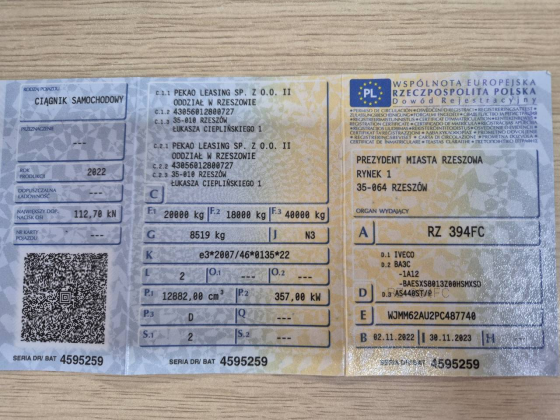 RODZAJ POJAZDU
CIĄGNIK SAMOCHODOWY
PRZEZNACZENIE
---
ROK PRODUKCJI
2022
DOPUSZCZALNA ŁADOWNOŚĆ
---
NAJWIĘKSZY DOP. NACISK OSI
112,70 kN
NR KARTY POJAZDU
---
SERIA DR/ BAT 4595259
C.1.1 PEKAO LEASING SP. Z O.O. II
ODDZIAŁ W RZESZOWIE
C.1.2 43056012800727
C.1.3 35-010 RZESZÓW
ŁUKASZA CIEPLIŃSKIEGO 1
C.2.1 PEKAO LEASING SP. Z O.O. II
ODDZIAŁ W RZESZOWIE
C.2.2 43056012800727
C.2.3 35-010 RZESZÓW
ŁUKASZA CIEPLIŃSKIEGO 1
C
F.1 20000 kg F.2 18000 kg F.3 40000 kg
G 8519 kg J N3
K e3*2007/46*0135*22
L 2 O.1 --- O.2 ---
P.1 12882,00 cm³ P.2 357,00 kW
P.3 D Q ---
S.1 2 S.2 ---
SERIA DR/ BAT 4595259
PL
WSPÓLNOTA EUROPEJSKA
RZECZPOSPOLITA POLSKA
Dowód Rejestracyjny
PREZYDENT MIASTA RZESZOWA
RYNEK 1
35-064 RZESZÓW
ORGAN WYDAJĄCY
A RZ 394FC
D.1 IVECO
D.2 BA3C
-1A12
D D.3 AS440ST/
E WJMM62AU2PC487740
B 02.11.2022 I 30.11.2023 H ---
SERIA DR/ BAT 4595259